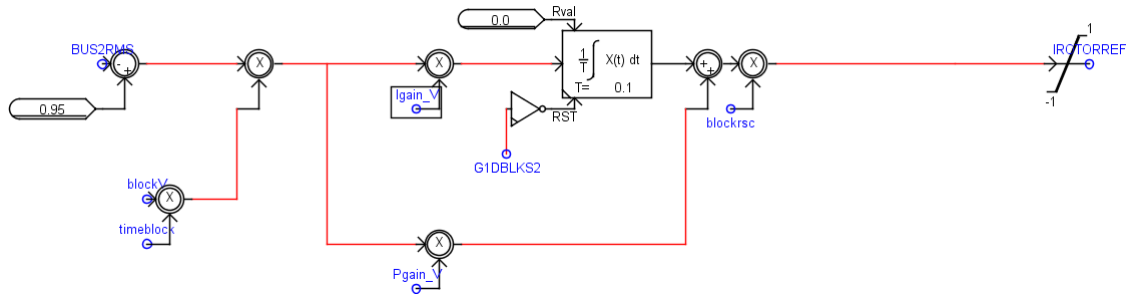 0.0
Rval
1
BUS2RMS
- +
X
X
1
T
X(t) dt
+ +
X
IROTORREF
T= 0.1
0.95
Igain_V
RST
blockrsc
-1
G1DBLKS2
blockV
X
timeblock
X
Pgain_V